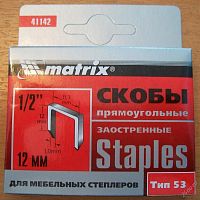 41142
matrix
СКОБЫ
прямоугольные
заостренные
Staples
1/2"
12 мм
ДЛЯ МЕБЕЛЬНЫХ СТЕПЛЕРОВ
Тип 53